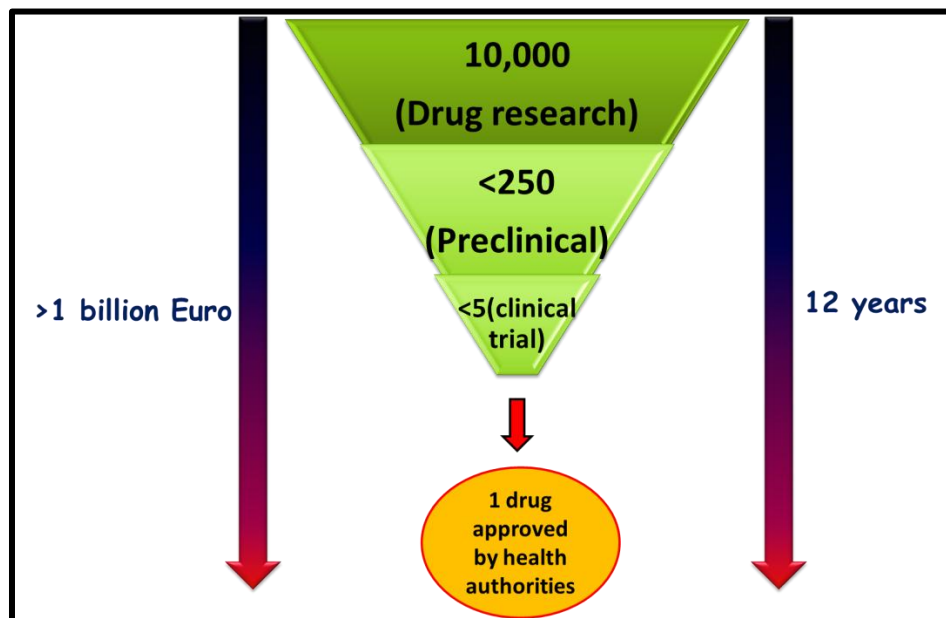 10,000
(Drug research)
<250
(Preclinical)
<5(clinical
trial)
>1 billion Euro
12 years
1 drug
approved
by health
authorities